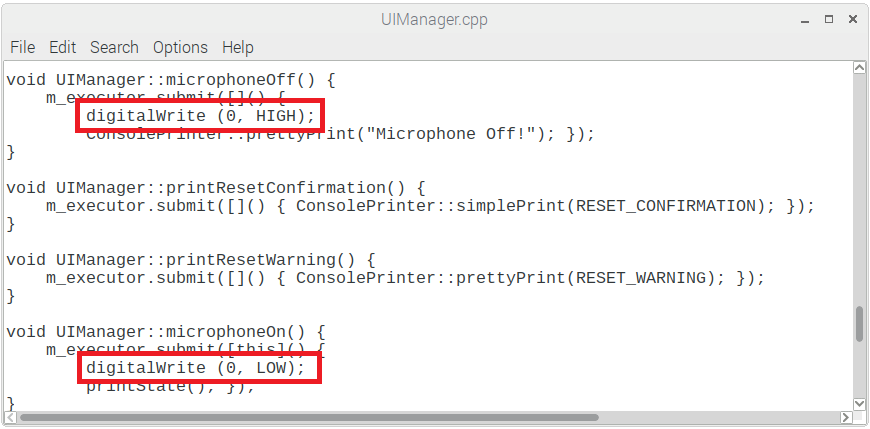 UIManager.cpp
File Edit Search Options Help
void UIManager::microphoneOff() {
    m_executor.submit([]() {
        digitalWrite (0, HIGH);
        ConsolePrinter::prettyPrint("Microphone Off!"); });
}
void UIManager::printResetConfirmation() {
    m_executor.submit([]() { ConsolePrinter::simplePrint(RESET_CONFIRMATION); });
}
void UIManager::printResetWarning() {
    m_executor.submit([]() { ConsolePrinter::prettyPrint(RESET_WARNING); });
}
void UIManager::microphoneOn() {
    m_executor.submit([this]() {
        digitalWrite (0, LOW);
        printState(); });
}